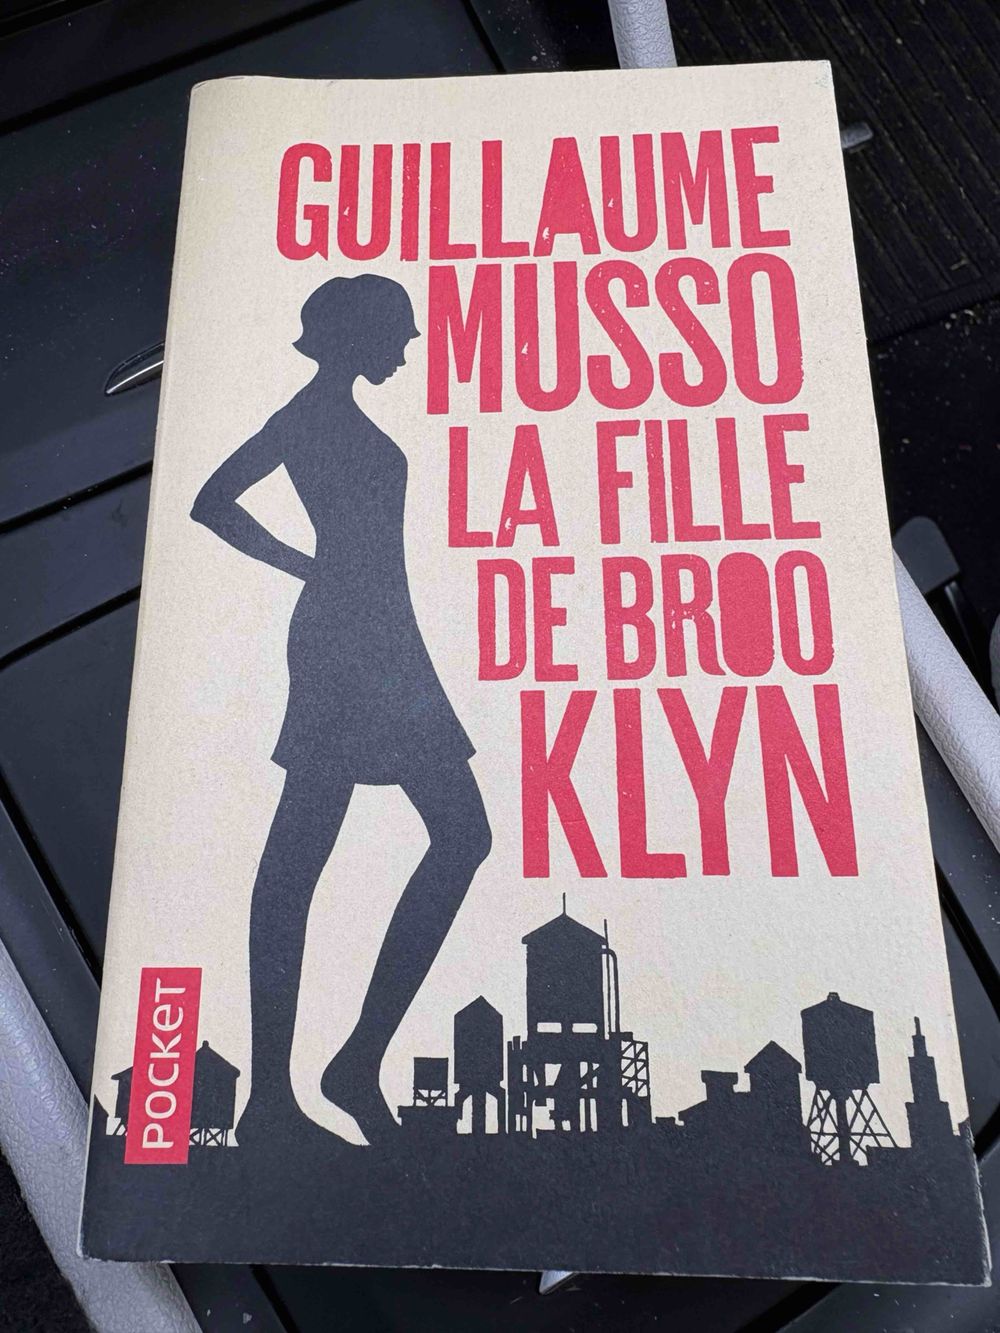 GUILLAUME
MUSSO
LA FILLE
DE BROO
KLYN
POCKET